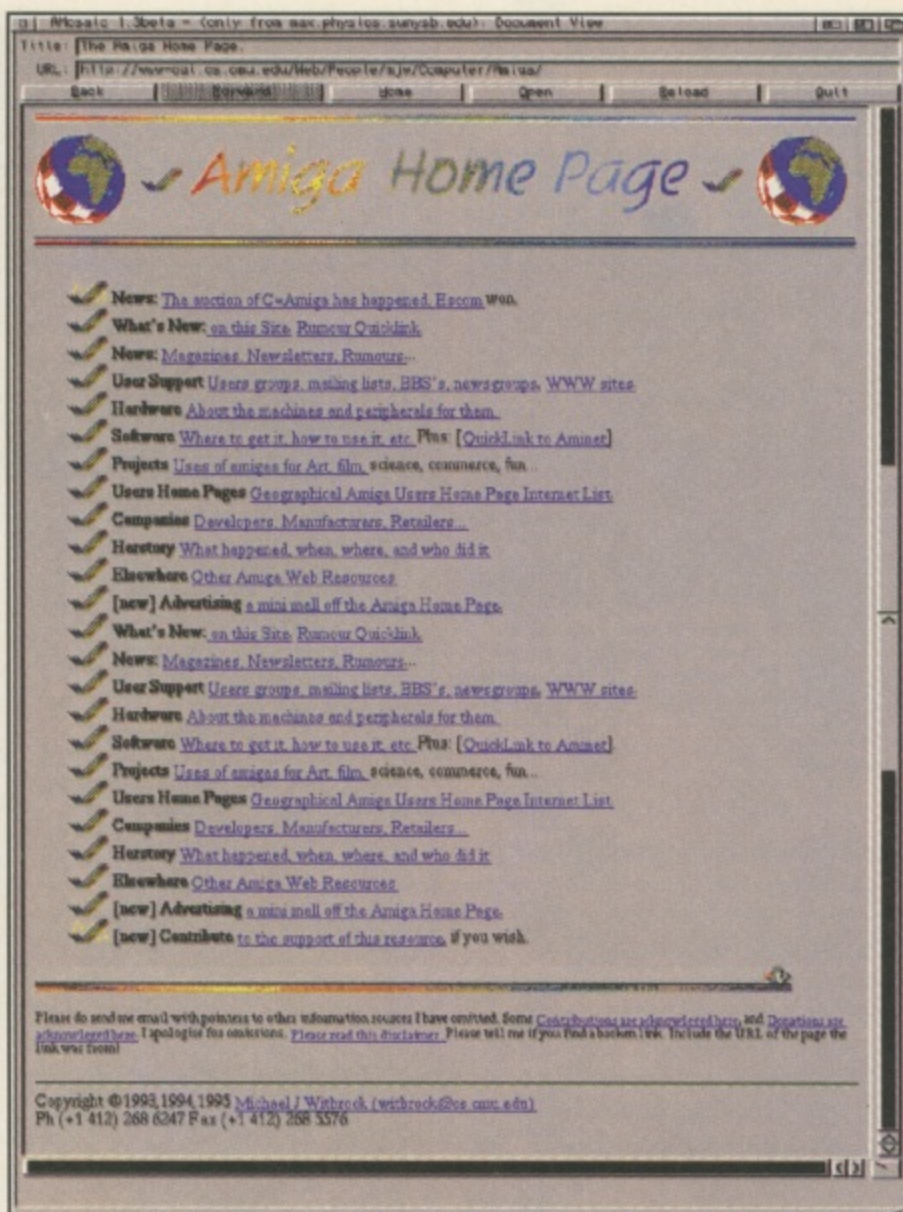 AMosaic 1.3beta - (only from max.physics.sunysb.edu): Document View
Title: The Amiga Home Page.
URL: http://www-cgi.cs.cmu.edu/Web/People/mjw/Computer/Amiga/
Back Home Open Reload Quit
Amiga Home Page
News: The auction of C=Amiga has happened, Escom won.
What's New: on this Site Rumour Quicklink
News: Magazines, Newsletters, Rumours...
User Support Users groups, mailing lists, BBS's, newsgroups, WWW sites
Hardware About the machines and peripherals for them.
Software Where to get it, how to use it, etc. Plus: [QuickLink to Aminet]
Projects Uses of amigas for Art, film, science, commerce, fun...
Users Home Pages Geographical Amiga Users Home Page Internet List
Companies Developers, Manufacturers, Retailers...
Herstory What happened, when, where, and who did it
Elsewhere Other Amiga Web Resources
[new] Advertising a mini mall off the Amiga Home Page.
What's New: on this Site Rumour Quicklink
News: Magazines, Newsletters, Rumours...
User Support Users groups, mailing lists, BBS's, newsgroups, WWW sites
Hardware About the machines and peripherals for them.
Software Where to get it, how to use it, etc. Plus: [QuickLink to Aminet].
Projects Uses of amigas for Art, film, science, commerce, fun...
Users Home Pages Geographical Amiga Users Home Page Internet List
Companies Developers, Manufacturers, Retailers...
Herstory What happened, when, where, and who did it
Elsewhere Other Amiga Web Resources
[new] Advertising a mini mall off the Amiga Home Page.
[new] Contribute to the support of this resource, if you wish.
Please do send me email with pointers to other information sources I have omitted. Some Contributions are acknowlered here, and Donations are
acknowlered here. I apologise for omissions. Please read this disclaimer. Please tell me if you find a broken link. Include the URL of the page the
link was from!
Copyright ©1993,1994,1995 Michael J Witbrock (witbrock@cs.cmu.edu)
Ph (+1 412) 268 6247 Fax (+1 412) 268 5576